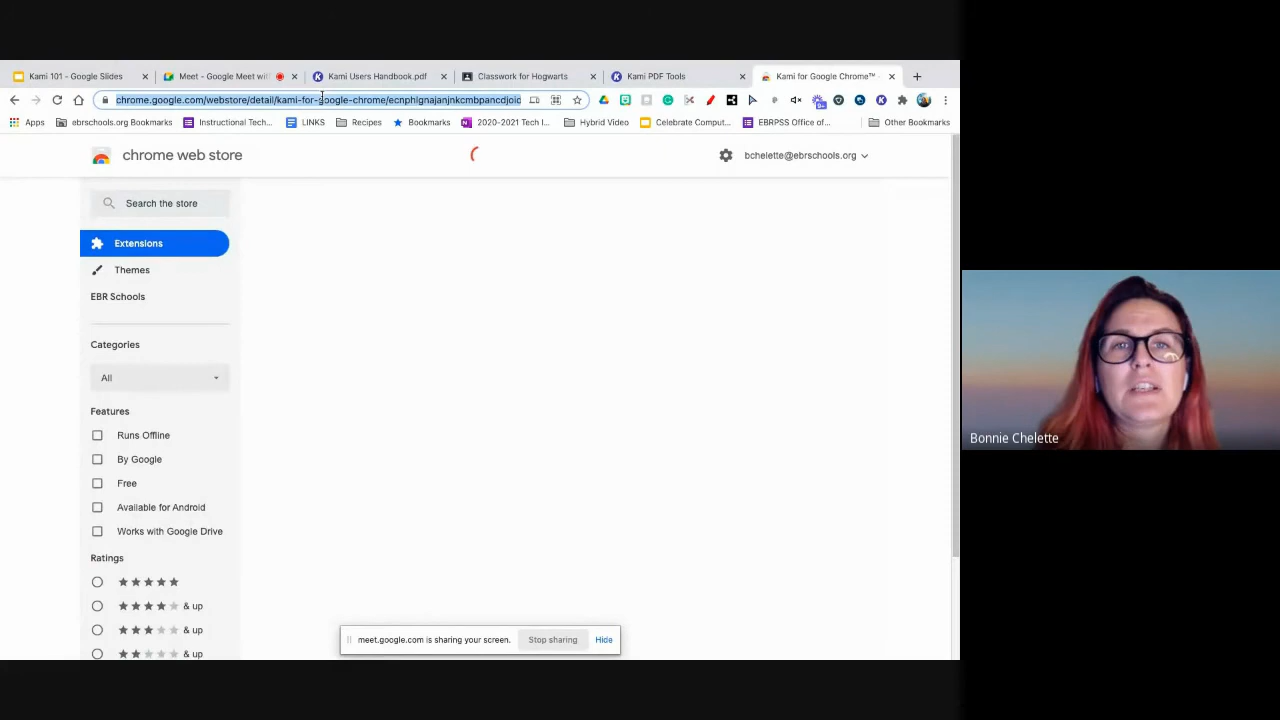 Kami 101 - Google Slides
Meet - Google Meet wit
Kami Users Handbook.pdf
Classwork for Hogwarts
Kami PDF Tools
Kami for Google Chrome™ -
chrome.google.com/webstore/detail/kami-for-google-chrome/ecnphlgnajanjnkcmbpancdjoidc
Apps
ebrschools.org Bookmarks
Instructional Tech...
LINKS
Recipes
Bookmarks
2020-2021 Tech I...
Hybrid Video
Celebrate Comput...
EBRPSS Office of...
Other Bookmarks
chrome web store
bchelette@ebrschools.org
Search the store
Extensions
Themes
EBR Schools
Categories
All
Features
Runs Offline
By Google
Free
Available for Android
Works with Google Drive
Ratings
& up
& up
& up
meet.google.com is sharing your screen.
Stop sharing
Hide
Bonnie Chelette